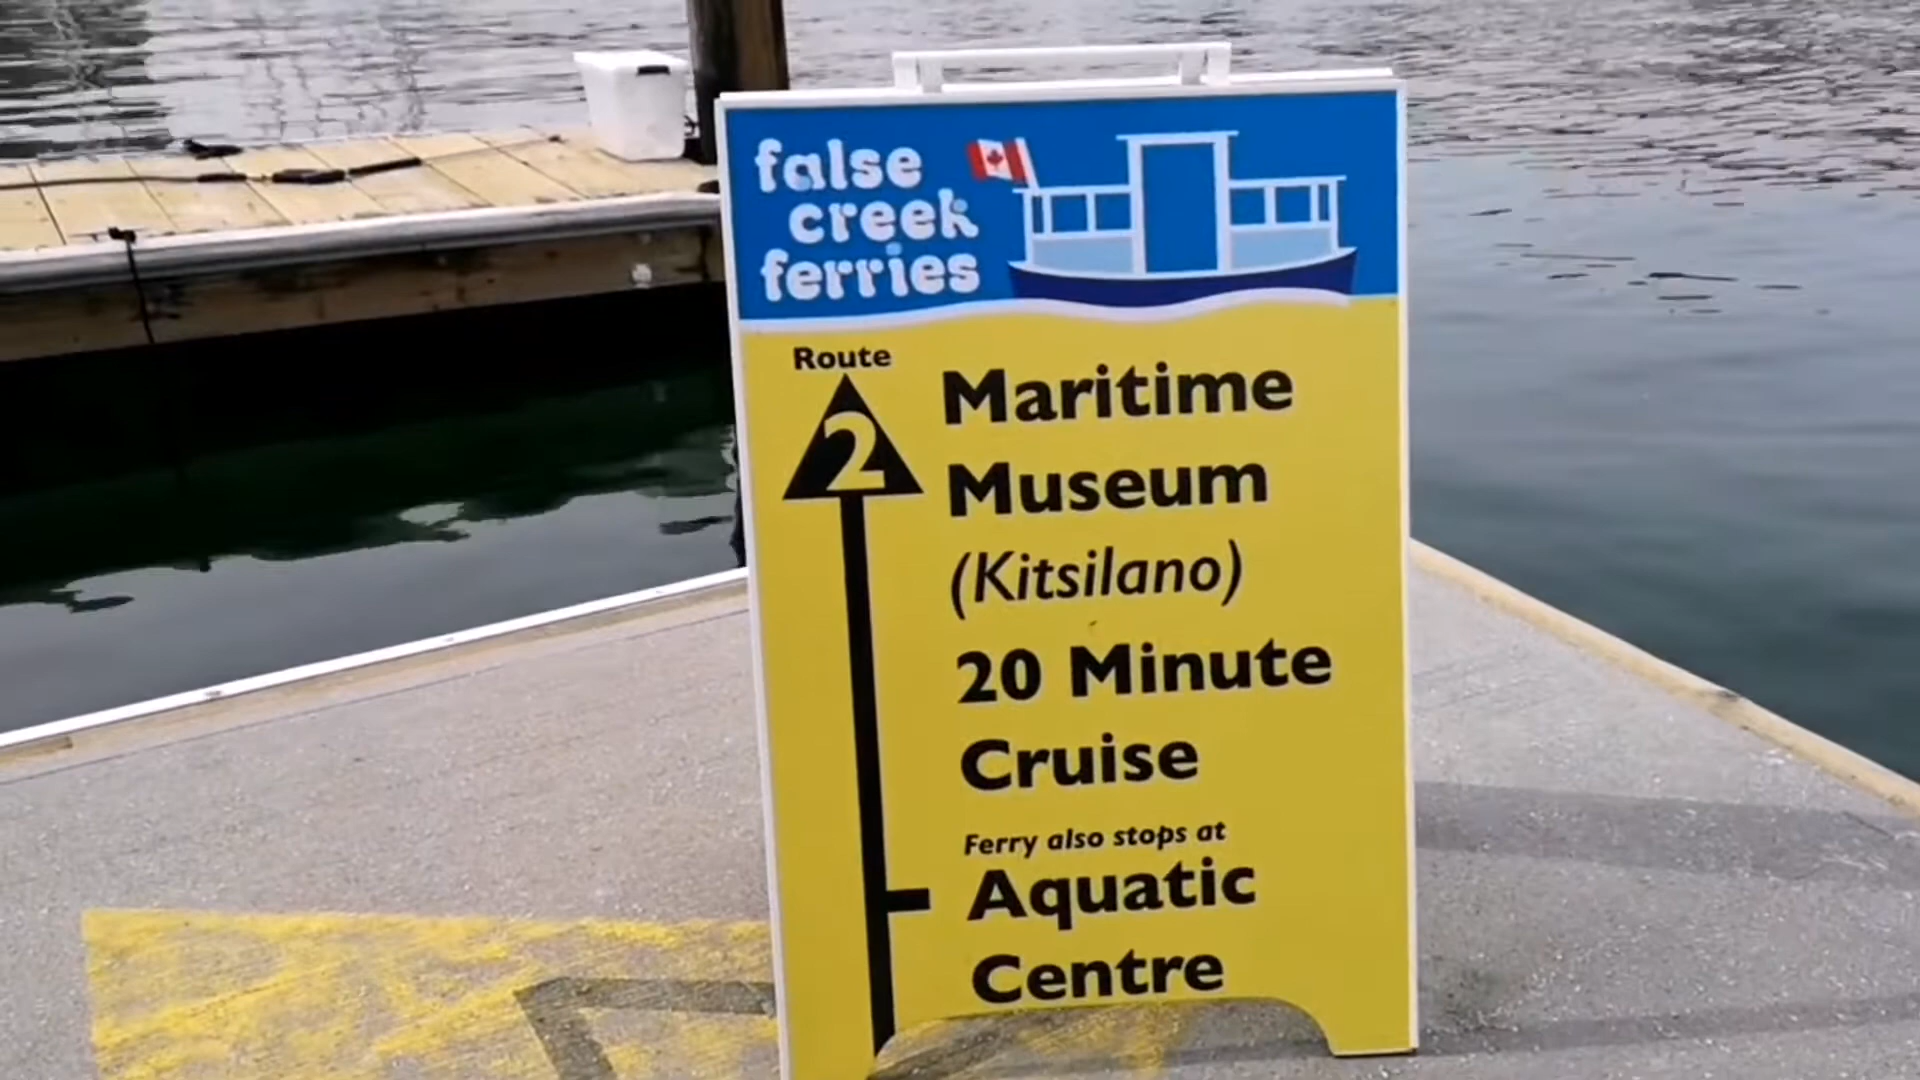 false
creek
ferries
Route
2
Maritime
Museum
(Kitsilano)
20 Minute
Cruise
Ferry also stops at
Aquatic
Centre